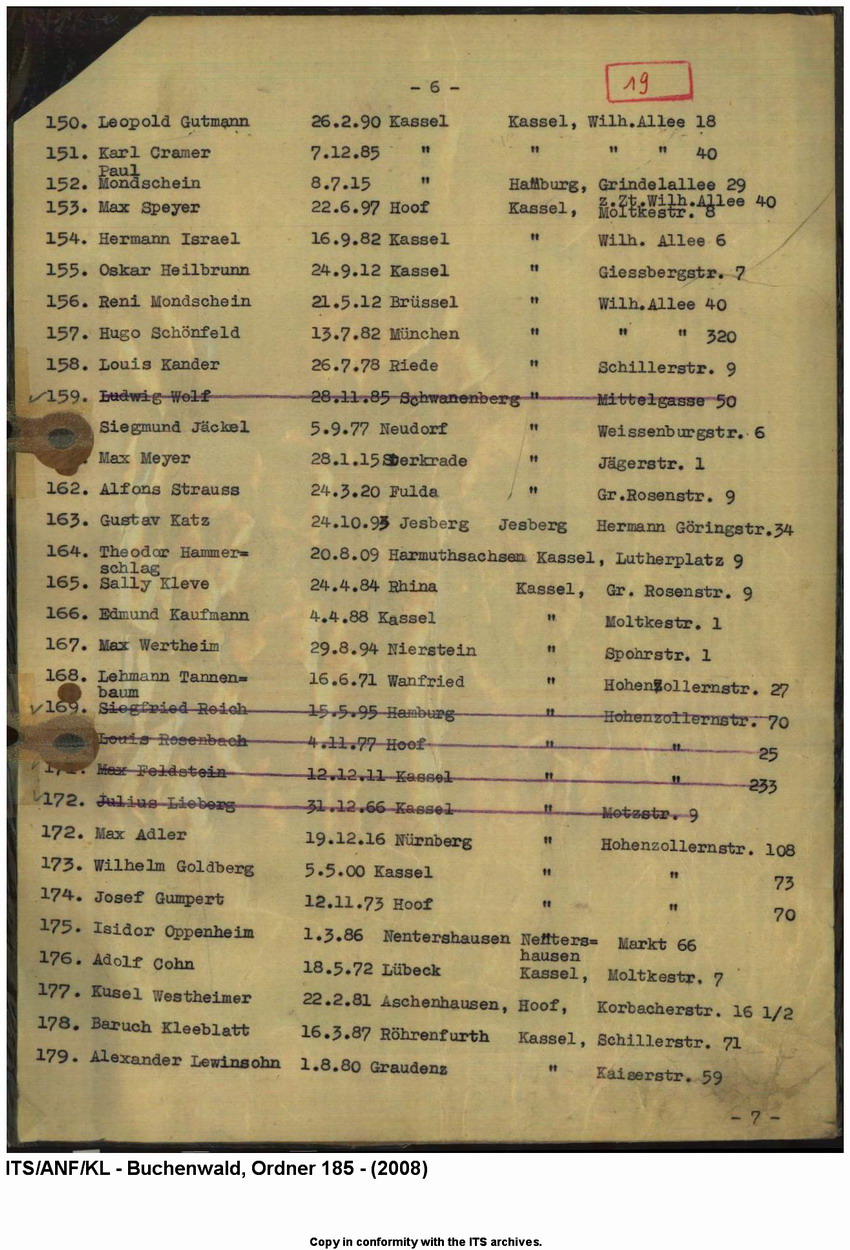 - 6 -
19
150. Leopold Gutmann 26.2.90 Kassel Kassel, Wilh.Allee 18
151. Karl Cramer 7.12.85 " " " " 40
Paul
152. Mondschein 8.7.15 " Hamburg, Grindelallee 29
z.Zt.Wilh.Allee 40
153. Max Speyer 22.6.97 Hoof Kassel, Moltkestr. 8
154. Hermann Israel 16.9.82 Kassel " Wilh. Allee 6
155. Oskar Heilbrunn 24.9.12 Kassel " Giessbergstr. 7
156. Reni Mondschein 21.5.12 Brüssel " Wilh.Allee 40
157. Hugo Schönfeld 13.7.82 München " " " 320
158. Louis Kander 26.7.78 Riede " Schillerstr. 9
✓159. Ludwig Wolf 28.11.85 Schwanenberg " Mittelgasse 50
Siegmund Jäckel 5.9.77 Neudorf " Weissenburgstr. 6
. Max Meyer 28.1.15 Sterkrade " Jägerstr. 1
162. Alfons Strauss 24.3.20 Fulda " Gr.Rosenstr. 9
163. Gustav Katz 24.10.93 Jesberg Jesberg Hermann Göringstr.34
164. Theodor Hammer= 20.8.09 Harmuthsachsen Kassel, Lutherplatz 9
schlag
165. Sally Kleve 24.4.84 Rhina Kassel, Gr. Rosenstr. 9
166. Edmund Kaufmann 4.4.88 Kassel " Moltkestr. 1
167. Max Wertheim 29.8.94 Nierstein " Spohrstr. 1
168. Lehmann Tannen= 16.6.71 Wanfried " Hohenzollernstr. 27
baum
✓169. Siegfried Reich 15.5.95 Hamburg " Hohenzollernstr. 70
Louis Rosenbach 4.11.77 Hoof " " 25
171. Max Feldstein 12.12.11 Kassel " " 233
✓172. Julius Lieberg 31.12.66 Kassel " Motzstr. 9
172. Max Adler 19.12.16 Nürnberg " Hohenzollernstr. 108
173. Wilhelm Goldberg 5.5.00 Kassel " " 73
174. Josef Gumpert 12.11.73 Hoof " " 70
175. Isidor Oppenheim 1.3.86 Nentershausen Nenters= Markt 66
hausen
176. Adolf Cohn 18.5.72 Lübeck Kassel, Moltkestr. 7
177. Kusel Westheimer 22.2.81 Aschenhausen, Hoof, Korbacherstr. 16 1/2
178. Baruch Kleeblatt 16.3.87 Röhrenfurth Kassel, Schillerstr. 71
179. Alexander Lewinsohn 1.8.80 Graudenz " Kaiserstr. 59
- 7 -
ITS/ANF/KL - Buchenwald, Ordner 185 - (2008)
Copy in conformity with the ITS archives.